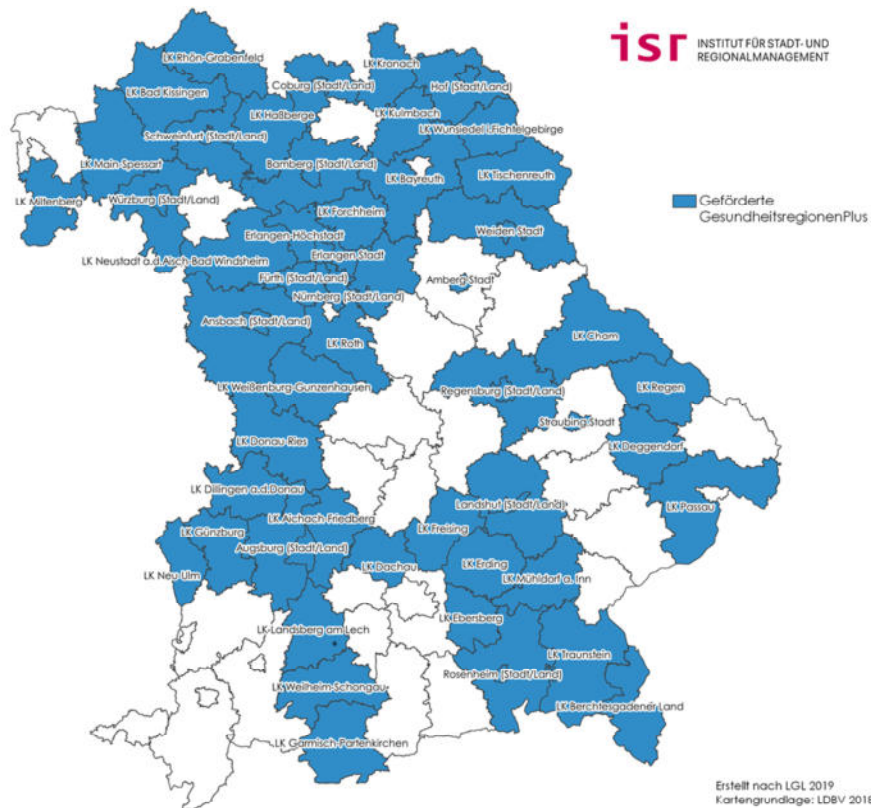 isr INSTITUT FÜR STADT- UND
REGIONALMANAGEMENT
LK Rhön-Grabenfeld
LK Kronach
Coburg (Stadt/Land)
Hof (Stadt/Land)
LK Bad Kissingen
LK Haßberge
LK Kulmbach
LK Wunsiedel i.Fichtelgebirge
Schweinfurt (Stadt/Land)
LK Main-Spessart
Bamberg (Stadt/Land)
LK Bayreuth
LK Tischenreuth
LK Miltenberg
Würzburg (Stadt/Land)
LK Forchheim
Geförderte
GesundheitsregionenPlus
Weiden Stadt
Erlangen-Höchstadt
Erlangen Stadt
LK Neustadt a.d.Aisch-Bad Windsheim
Fürth (Stadt/Land)
Amberg Stadt
Nürnberg (Stadt/Land)
Ansbach (Stadt/Land)
LK Roth
LK Cham
LK Weißenburg-Gunzenhausen
Regensburg (Stadt/Land)
LK Regen
Straubing Stadt
LK Donau-Ries
LK Deggendorf
LK Dillingen a.d.Donau
Landshut (Stadt/Land)
LK Passau
LK Aichach-Friedberg
LK Freising
LK Günzburg
Augsburg (Stadt/Land)
LK Dachau
LK Erding
LK Neu-Ulm
LK Mühldorf a. Inn
LK Ebersberg
LK-Landsberg am Lech
LK Traunstein
Rosenheim (Stadt/Land)
LK Weilheim-Schongau
LK Berchtesgadener Land
LK Garmisch-Partenkirchen
Erstellt nach LGL 2019
Kartengrundlage: LDBV 2018